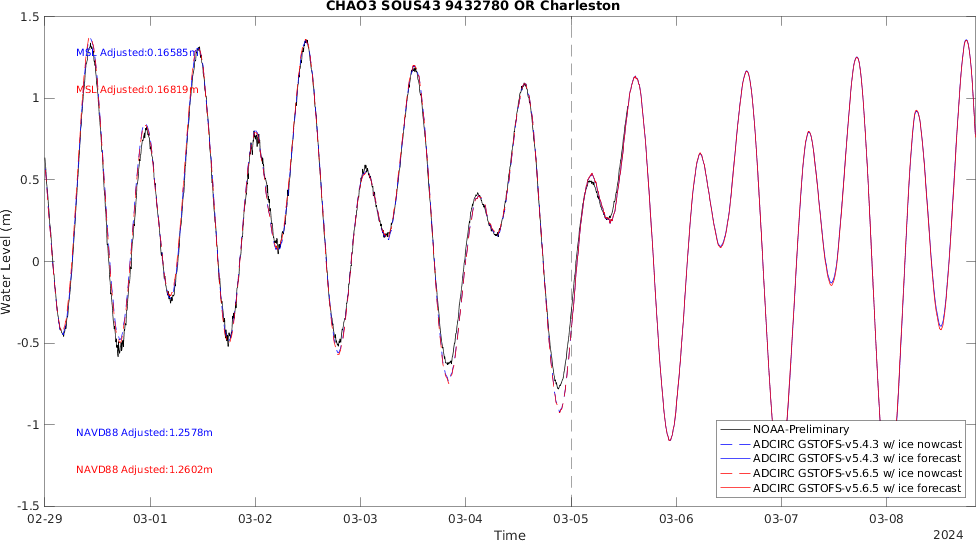 CHAO3 SOUS43 9432780 OR Charleston
1.5
MSL Adjusted:0.16585m
1
MSL Adjusted:0.16819m
0.5
Water Level (m)
0
-0.5
-1
NAVD88 Adjusted:1.2578m
NOAA-Preliminary
ADCIRC GSTOFS-v5.4.3 w/ ice nowcast
ADCIRC GSTOFS-v5.4.3 w/ ice forecast
NAVD88 Adjusted:1.2602m
ADCIRC GSTOFS-v5.6.5 w/ ice nowcast
ADCIRC GSTOFS-v5.6.5 w/ ice forecast
-1.5
02-29 03-01 03-02 03-03 03-04 03-05 03-06 03-07 03-08
Time
2024